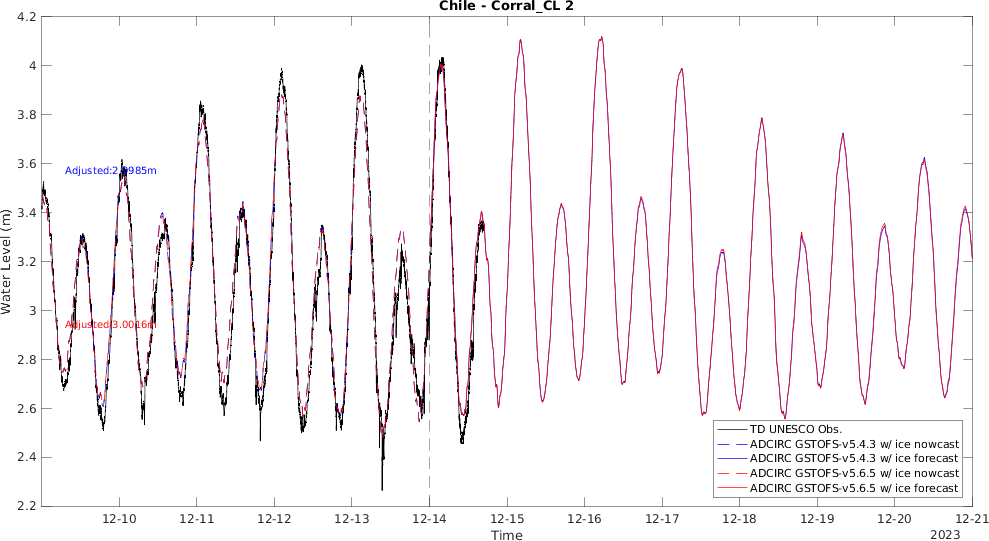 Chile - Corral_CL 2
Water Level (m)
4.2
4
3.8
3.6
3.4
3.2
3
2.8
2.6
2.4
2.2
Adjusted:2.9985m
Adjusted:3.0016m
TD UNESCO Obs.
ADCIRC GSTOFS-v5.4.3 w/ ice nowcast
ADCIRC GSTOFS-v5.4.3 w/ ice forecast
ADCIRC GSTOFS-v5.6.5 w/ ice nowcast
ADCIRC GSTOFS-v5.6.5 w/ ice forecast
12-10 12-11 12-12 12-13 12-14 12-15 12-16 12-17 12-18 12-19 12-20 12-21
Time
2023